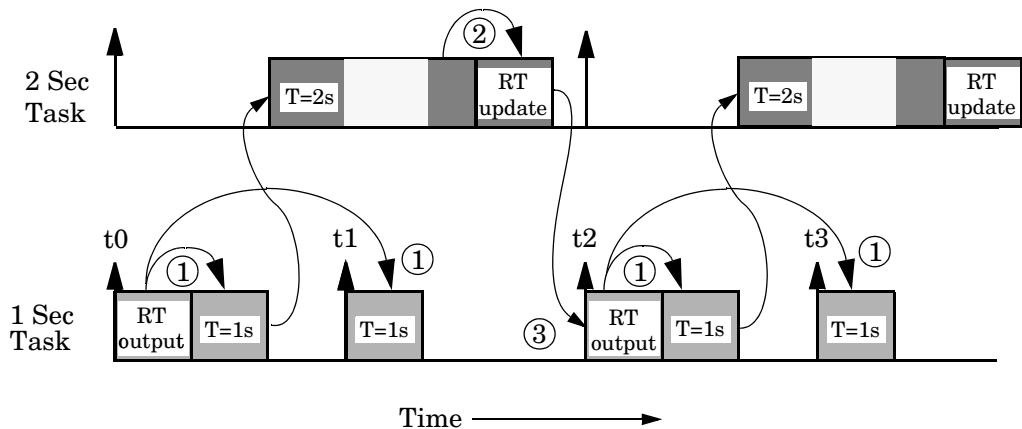 ②
2 Sec
Task
T=2s
RT
update
T=2s
RT
update
t0
t1
t2
t3
①
①
①
①
1 Sec
Task
RT
output
T=1s
T=1s
③
RT
output
T=1s
T=1s
Time